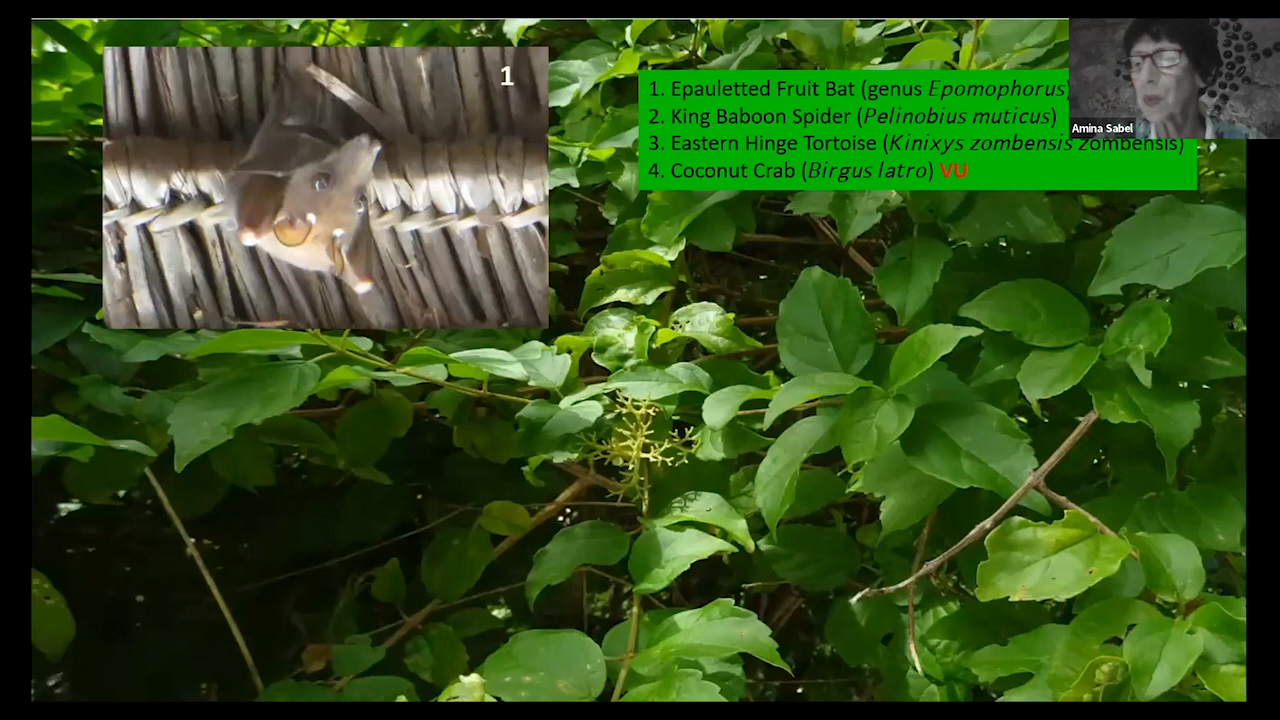 1
1. Epauletted Fruit Bat (genus Epomophorus)
2. King Baboon Spider (Pelinobius muticus)
3. Eastern Hinge Tortoise (Kinixys zombensis zombensis)
4. Coconut Crab (Birgus latro) VU
Amina Sabel